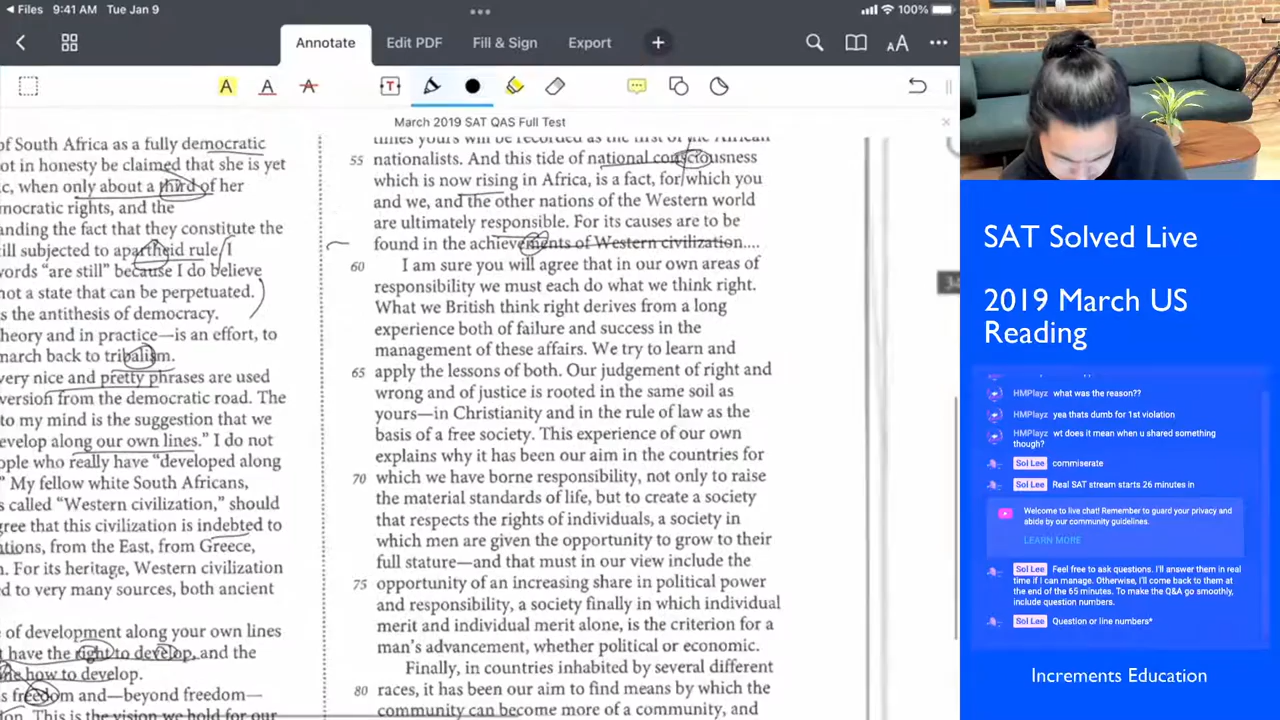 Files 9:41 AM Tue Jan 9
100%
Annotate Edit PDF Fill & Sign Export
March 2019 SAT QAS Full Test
of South Africa as a fully democratic
ot in honesty be claimed that she is yet
c, when only about a third of her
mocratic rights, and the
anding the fact that they constitute the
ill subjected to apartheid rule. I
words “are still” because I do believe
not a state that can be perpetuated.
s the antithesis of democracy.
heory and in practice—is an effort, to
march back to tribalism.
very nice and pretty phrases are used
version from the democratic road. The
to my mind is the suggestion that we
evelop along our own lines.” I do not
ople who really have “developed along
” My fellow white South Africans,
s called “Western civilization,” should
gree that this civilization is indebted to
ations, from the East, from Greece,
n. For its heritage, Western civilization
ed to very many sources, both ancient
e of development along your own lines
t have the right to develop, and the
ne how to develop.
s freedom and—beyond freedom—
on. This is the vision we hold for our
times yours will be recorded as the first of the African
55 nationalists. And this tide of national consciousness
which is now rising in Africa, is a fact, for which you
and we, and the other nations of the Western world
are ultimately responsible. For its causes are to be
found in the achievements of Western civilization....
60 I am sure you will agree that in our own areas of
responsibility we must each do what we think right.
What we British think right derives from a long
experience both of failure and success in the
management of these affairs. We try to learn and
65 apply the lessons of both. Our judgement of right and
wrong and of justice is rooted in the same soil as
yours—in Christianity and in the rule of law as the
basis of a free society. This experience of our own
explains why it has been our aim in the countries for
70 which we have borne responsibility, not only to raise
the material standards of life, but to create a society
that respects the rights of individuals, a society in
which men are given the opportunity to grow to their
full stature—and that must in our view include the
75 opportunity of an increasing share in political power
and responsibility, a society finally in which individual
merit and individual merit alone, is the criterion for a
man’s advancement, whether political or economic.
Finally, in countries inhabited by several different
80 races, it has been our aim to find means by which the
community can become more of a community, and
SAT Solved Live
2019 March US
Reading
HMPlayz what was the reason??
HMPlayz yea thats dumb for 1st violation
HMPlayz wt does it mean when u shared something
though?
Sol Lee commiserate
Sol Lee Real SAT stream starts 26 minutes in
Welcome to live chat! Remember to guard your privacy and
abide by our community guidelines.
LEARN MORE
Sol Lee Feel free to ask questions. I'll answer them in real
time if I can manage. Otherwise, I'll come back to them at
the end of the 65 minutes. To make the Q&A go smoothly,
include question numbers.
Sol Lee Question or line numbers*
Increments Education